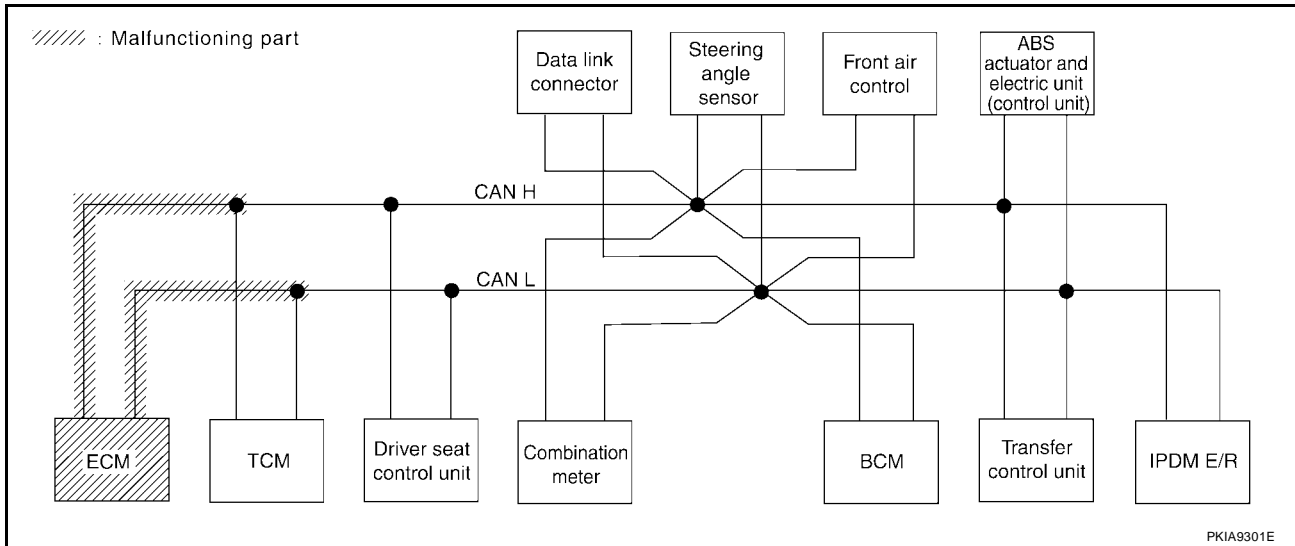 : Malfunctioning part
Data link
connector
Steering
angle
sensor
Front air
control
ABS
actuator and
electric unit
(control unit)
CAN H
CAN L
ECM
TCM
Driver seat
control unit
Combination
meter
BCM
Transfer
control unit
IPDM E/R
PKIA9301E